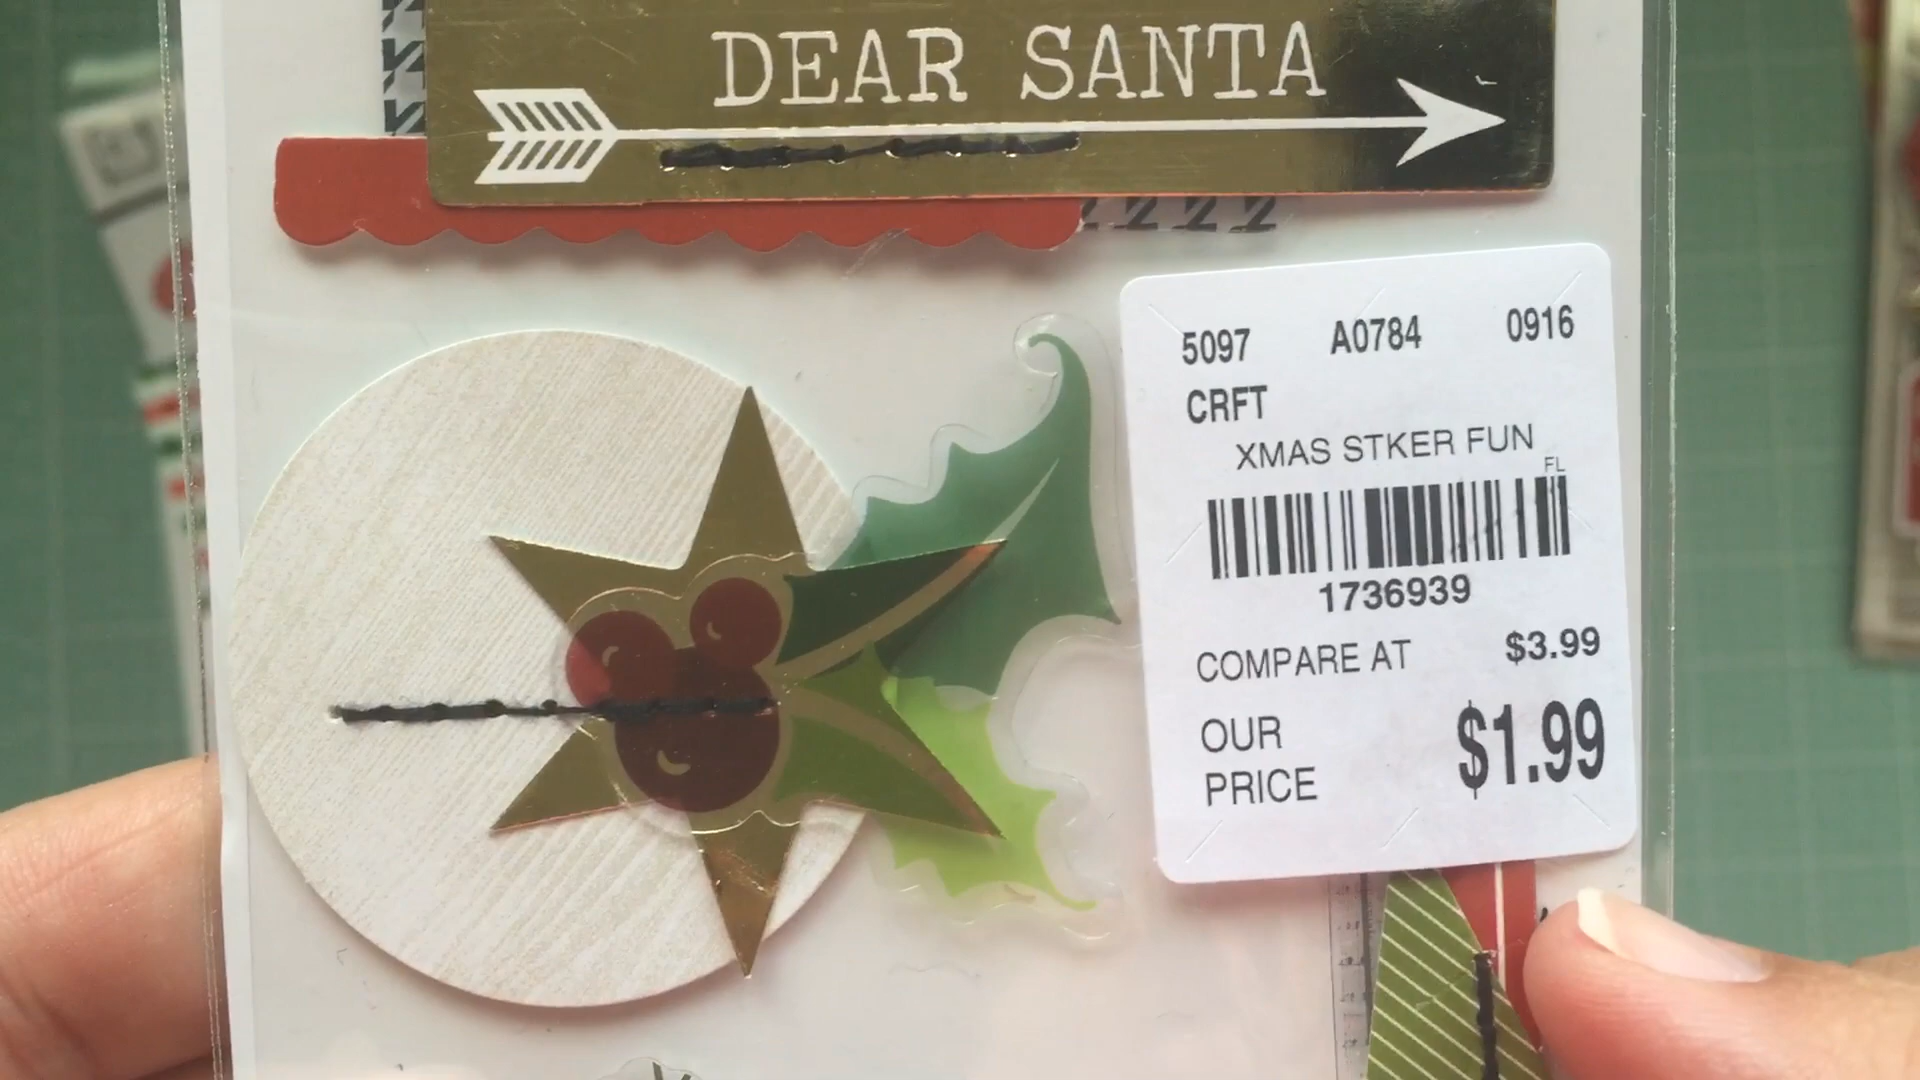 DEAR SANTA
5097 A0784 0916
CRFT
XMAS STKER FUN
FL
1736939
COMPARE AT $3.99
OUR PRICE $1.99